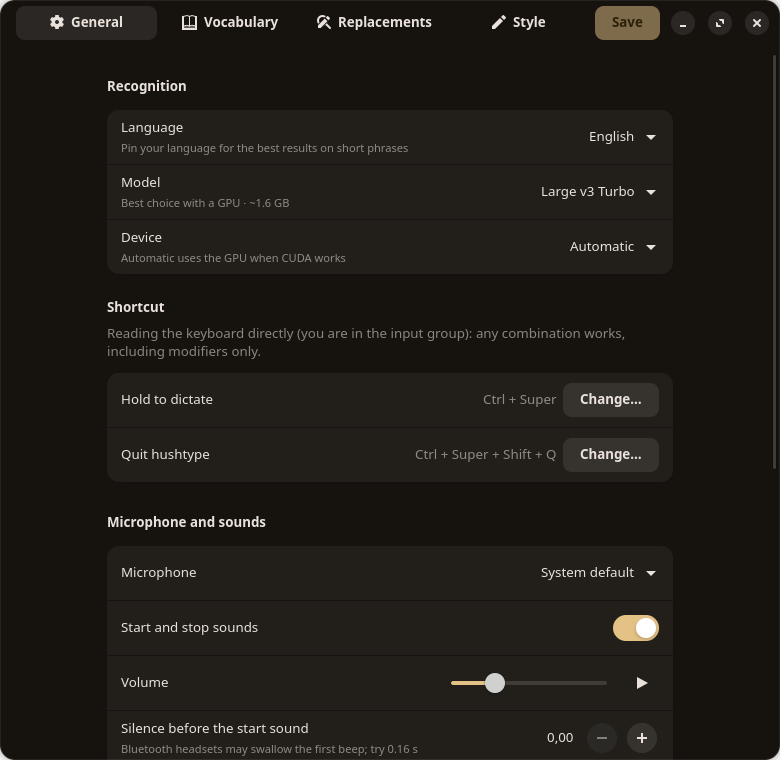 General
Vocabulary
Replacements
Style
Save
Recognition
Language
Pin your language for the best results on short phrases
English
Model
Best choice with a GPU · ~1.6 GB
Large v3 Turbo
Device
Automatic uses the GPU when CUDA works
Automatic
Shortcut
Reading the keyboard directly (you are in the input group): any combination works,
including modifiers only.
Hold to dictate
Ctrl + Super
Change...
Quit hushtype
Ctrl + Super + Shift + Q
Change...
Microphone and sounds
Microphone
System default
Start and stop sounds
Volume
Silence before the start sound
Bluetooth headsets may swallow the first beep; try 0.16 s
0,00